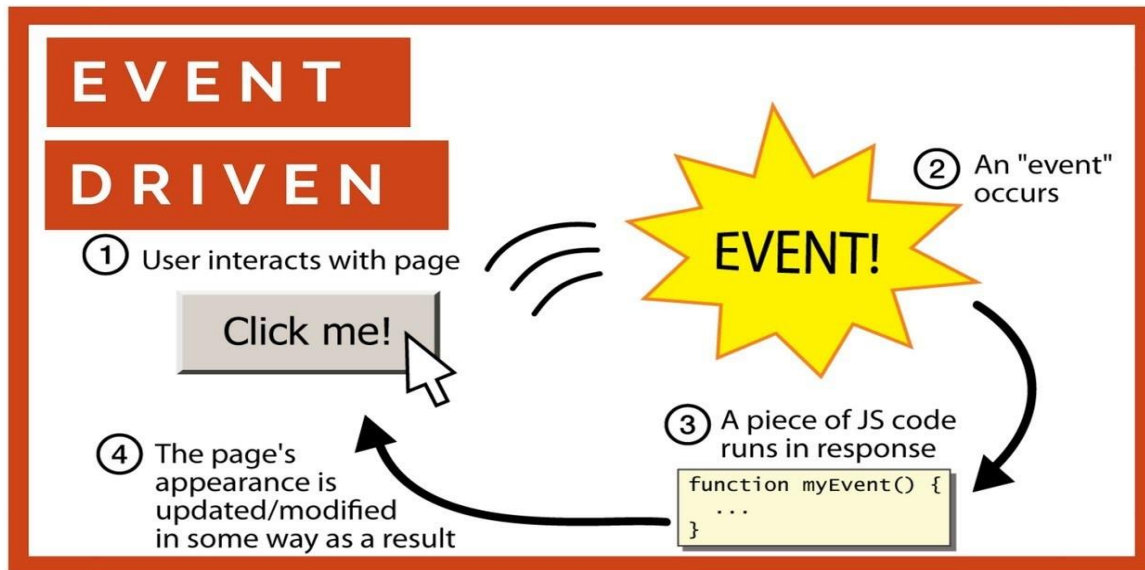 EVENT
DRIVEN
① User interacts with page
Click me!
EVENT!
② An "event"
occurs
③ A piece of JS code
runs in response
function myEvent() {
...
}
④ The page's
appearance is
updated/modified
in some way as a result